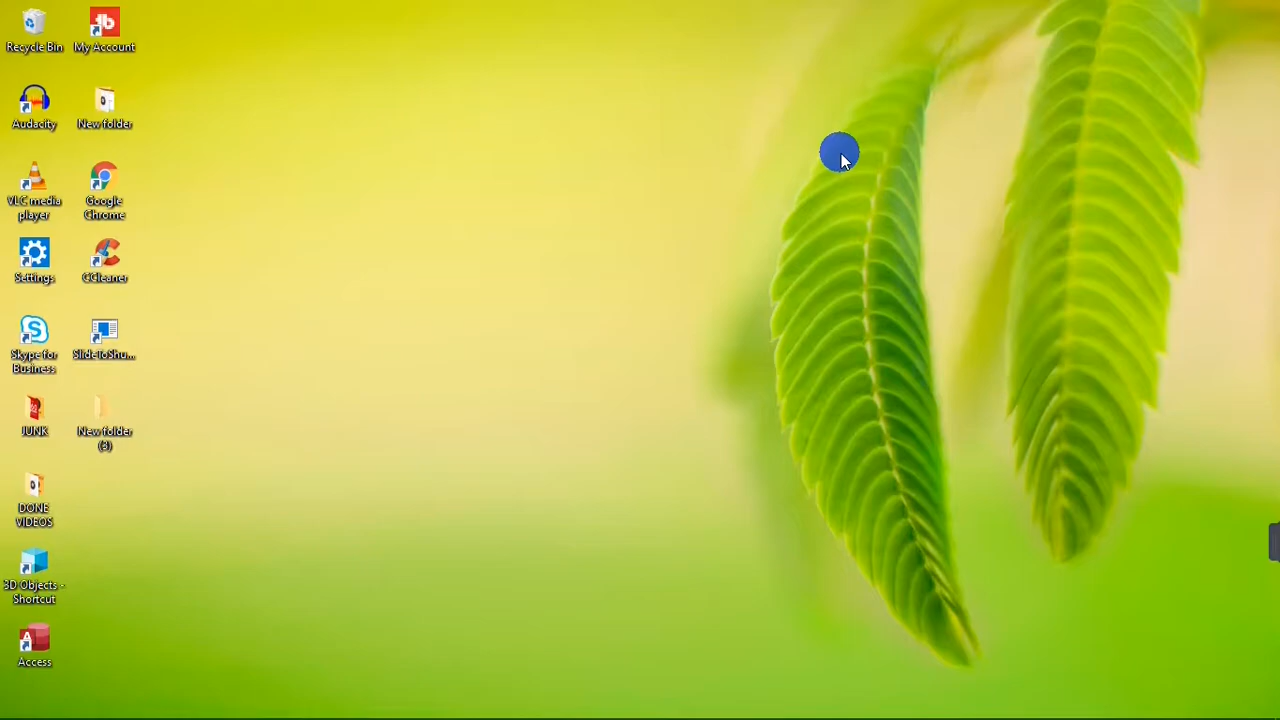 Recycle Bin
My Account
Audacity
New folder
VLC media
player
Google
Chrome
Settings
CCleaner
Skype for
Business
SlideToShu...
JUNK
New folder
(3)
DONE
VIDEOS
3D Objects -
Shortcut
Access